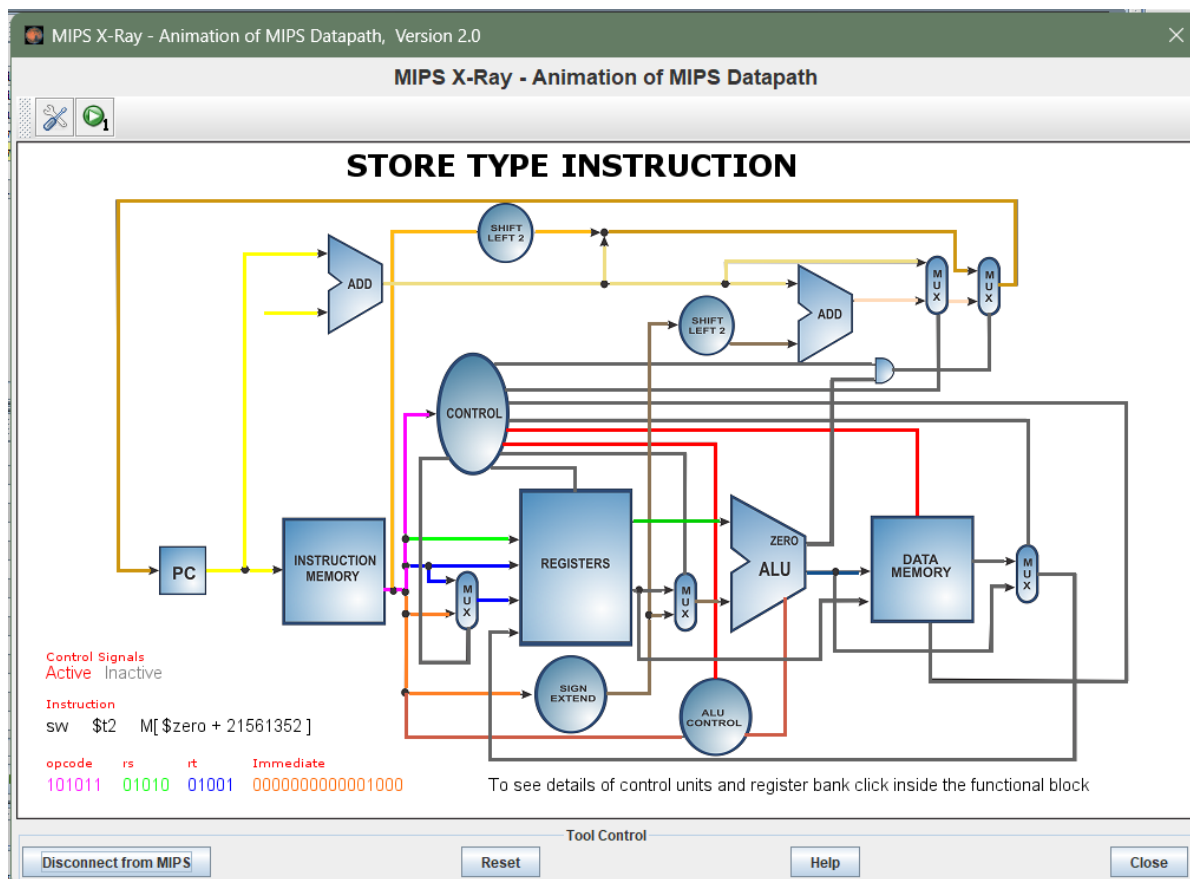 MIPS X-Ray - Animation of MIPS Datapath, Version 2.0
MIPS X-Ray - Animation of MIPS Datapath
1
STORE TYPE INSTRUCTION
SHIFT
LEFT 2
ADD
MUX
MUX
SHIFT
LEFT 2
ADD
CONTROL
PC
INSTRUCTION
MEMORY
MUX
REGISTERS
MUX
ZERO
ALU
DATA
MEMORY
MUX
SIGN
EXTEND
ALU
CONTROL
Control Signals
Active Inactive
Instruction
sw $t2 M[ $zero + 21561352 ]
opcode rs rt Immediate
101011 01010 01001 0000000000001000
To see details of control units and register bank click inside the functional block
Tool Control
Disconnect from MIPS Reset Help Close